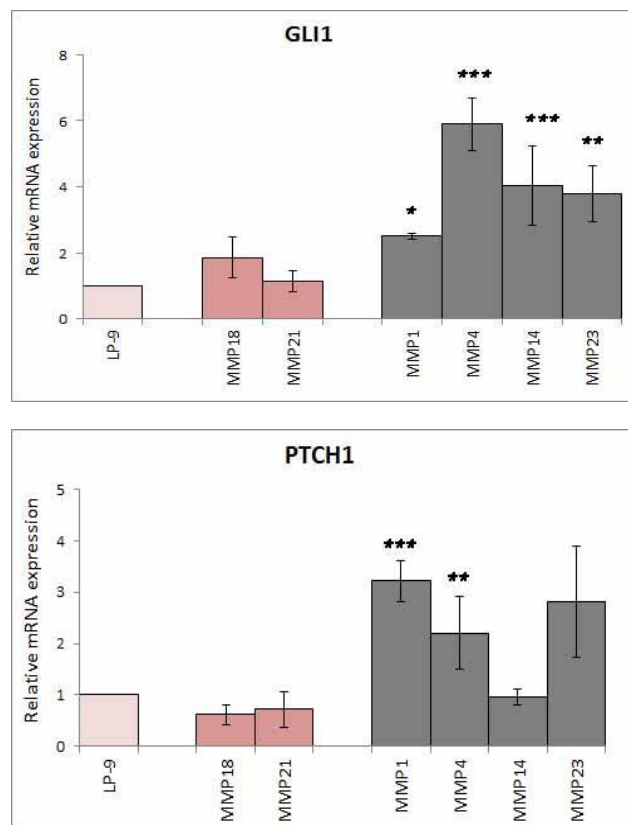 GLI1
Relative mRNA expression
8
6
4
2
0
*
***
***
**
LP-9
MMP18
MMP21
MMP1
MMP4
MMP14
MMP23
PTCH1
Relative mRNA expression
5
4
3
2
1
0
***
**
LP-9
MMP18
MMP21
MMP1
MMP4
MMP14
MMP23